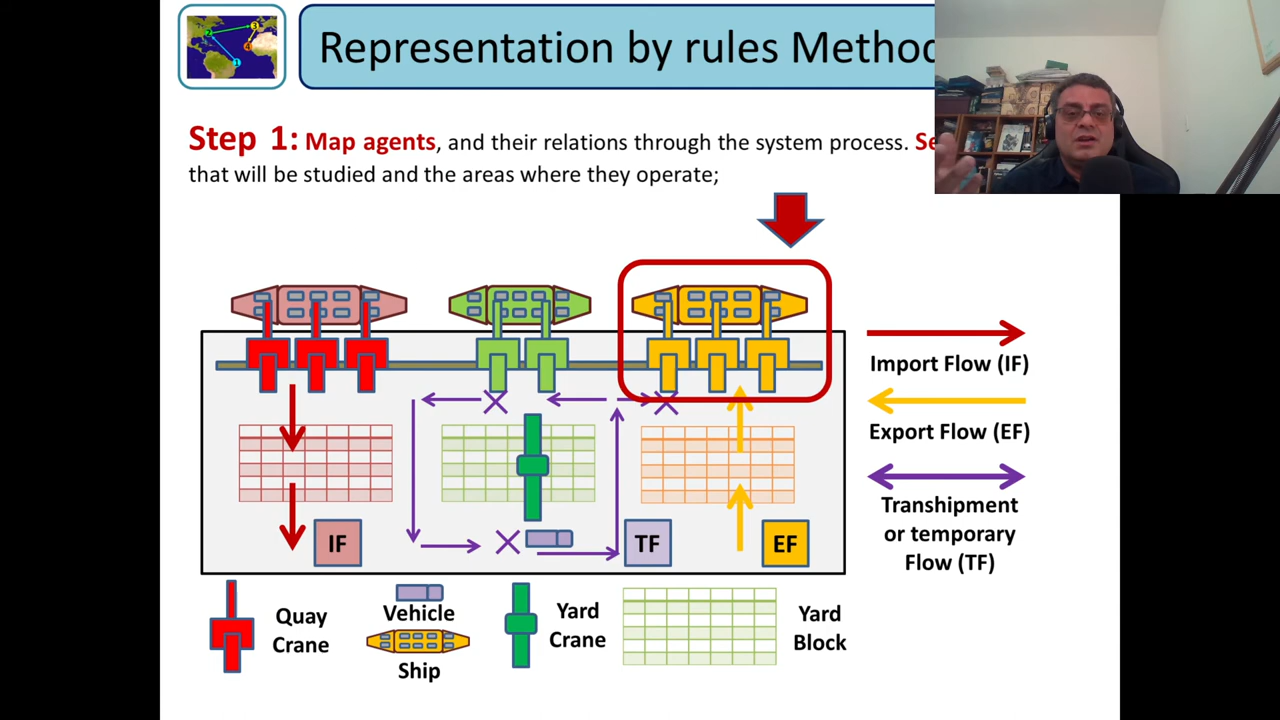 Representation by rules Method
Step 1: Map agents, and their relations through the system process. Se
that will be studied and the areas where they operate;
Import Flow (IF)
Export Flow (EF)
Transhipment
or temporary
Flow (TF)
IF
TF
EF
Quay
Crane
Vehicle
Ship
Yard
Crane
Yard
Block